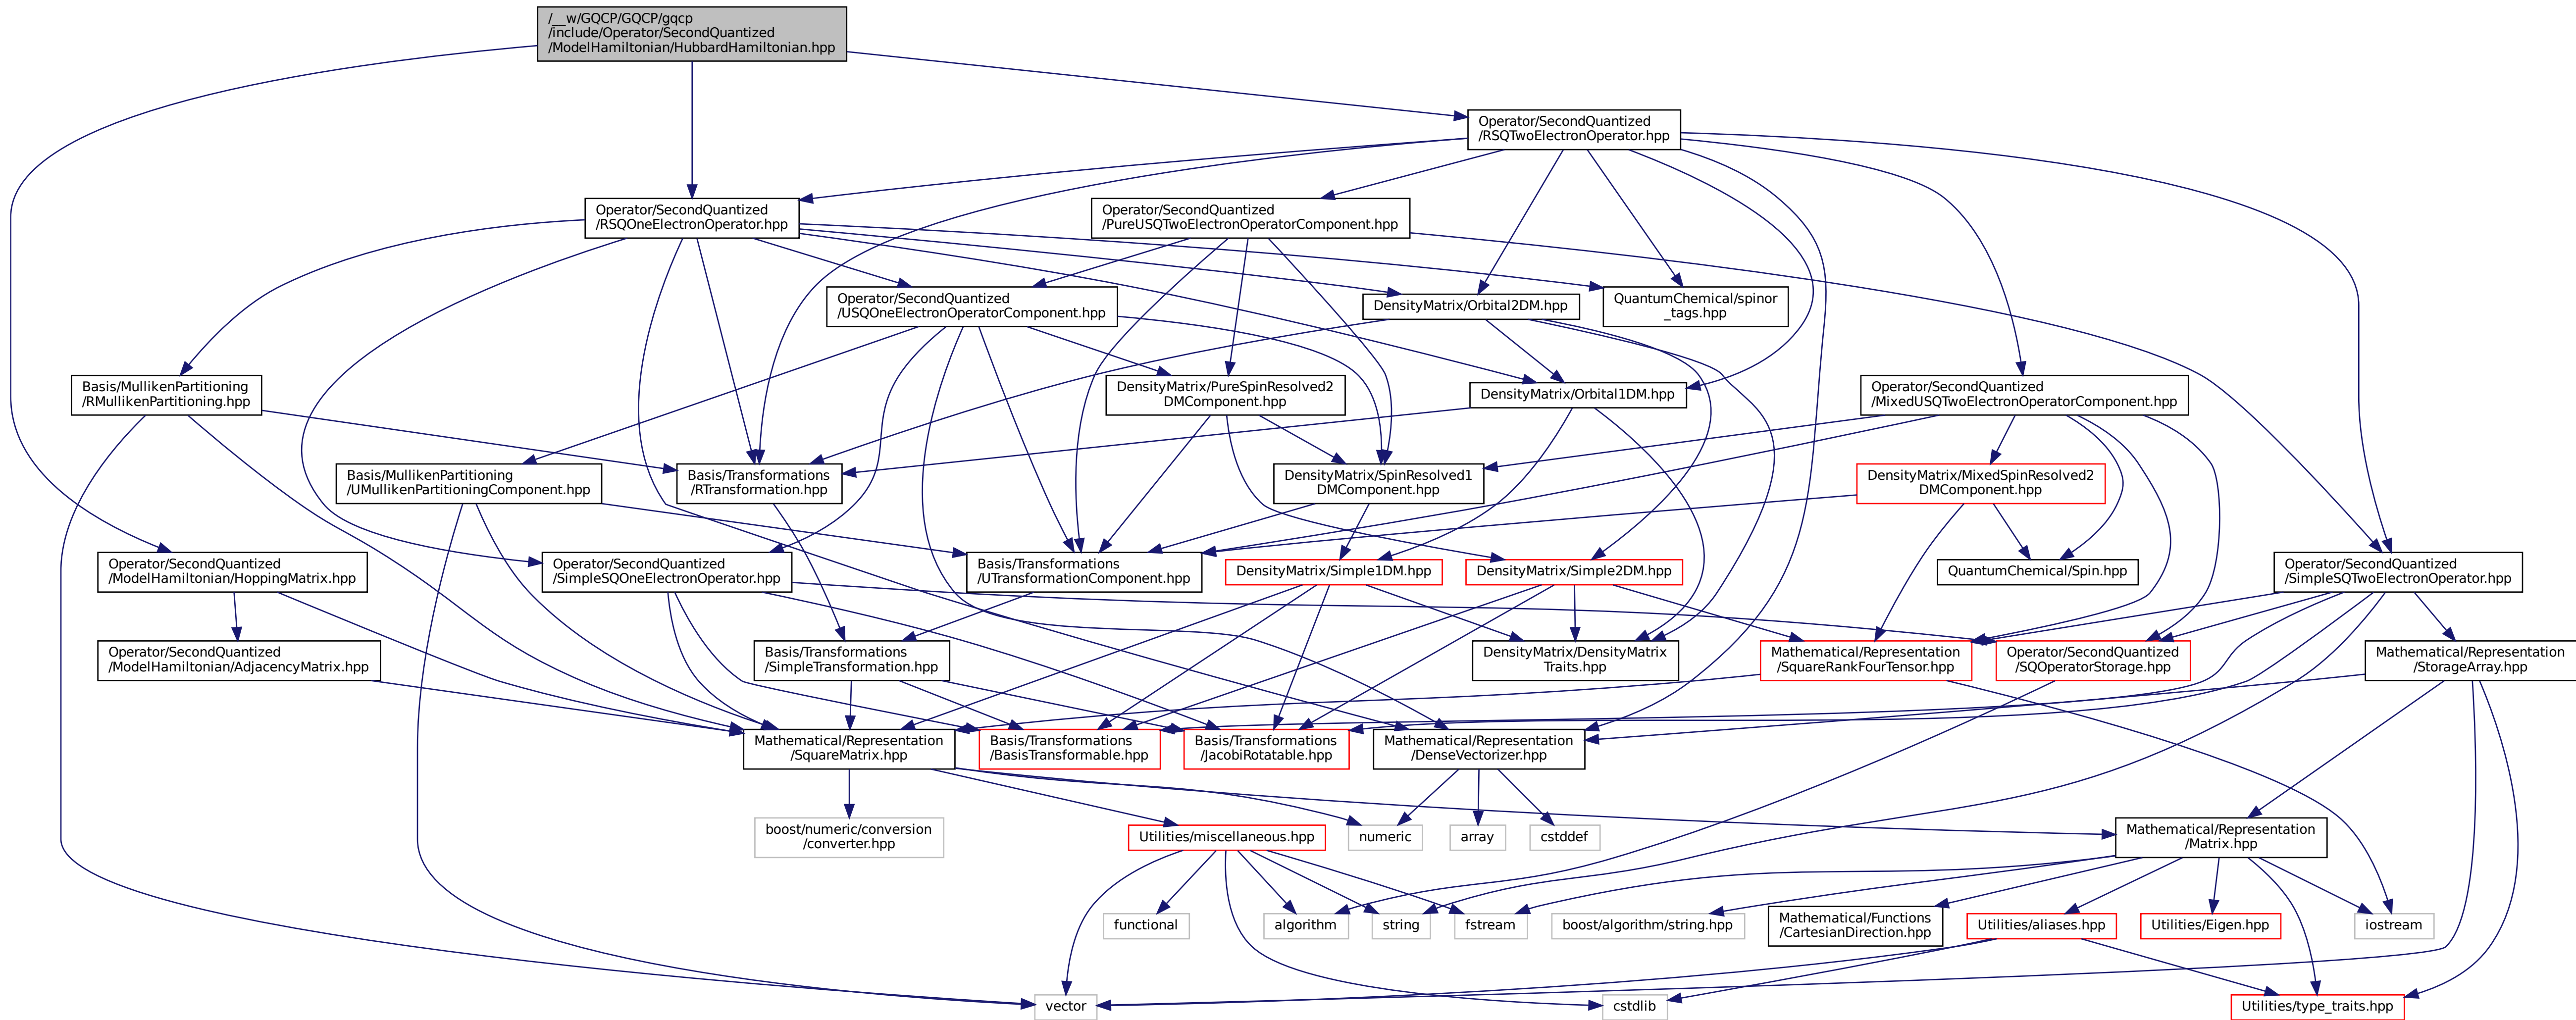 /__w/GQCP/GQCP/gqcp
/include/Operator/SecondQuantized
/ModelHamiltonian/HubbardHamiltonian.hpp
Operator/SecondQuantized
/RSQTwoElectronOperator.hpp
Operator/SecondQuantized
/RSQOneElectronOperator.hpp
Operator/SecondQuantized
/PureUSQTwoElectronOperatorComponent.hpp
Operator/SecondQuantized
/USQOneElectronOperatorComponent.hpp
DensityMatrix/Orbital2DM.hpp
QuantumChemical/spinor
_tags.hpp
Basis/MullikenPartitioning
/RMullikenPartitioning.hpp
DensityMatrix/PureSpinResolved2
DMComponent.hpp
DensityMatrix/Orbital1DM.hpp
Operator/SecondQuantized
/MixedUSQTwoElectronOperatorComponent.hpp
Basis/MullikenPartitioning
/UMullikenPartitioningComponent.hpp
Basis/Transformations
/RTransformation.hpp
DensityMatrix/SpinResolved1
DMComponent.hpp
DensityMatrix/MixedSpinResolved2
DMComponent.hpp
Operator/SecondQuantized
/ModelHamiltonian/HoppingMatrix.hpp
Operator/SecondQuantized
/SimpleSQOneElectronOperator.hpp
Basis/Transformations
/UTransformationComponent.hpp
DensityMatrix/Simple1DM.hpp
DensityMatrix/Simple2DM.hpp
QuantumChemical/Spin.hpp
Operator/SecondQuantized
/SimpleSQTwoElectronOperator.hpp
Operator/SecondQuantized
/ModelHamiltonian/AdjacencyMatrix.hpp
Basis/Transformations
/SimpleTransformation.hpp
DensityMatrix/DensityMatrix
Traits.hpp
Mathematical/Representation
/SquareRankFourTensor.hpp
Operator/SecondQuantized
/SQOperatorStorage.hpp
Mathematical/Representation
/StorageArray.hpp
Mathematical/Representation
/SquareMatrix.hpp
Basis/Transformations
/BasisTransformable.hpp
Basis/Transformations
/JacobiRotatable.hpp
Mathematical/Representation
/DenseVectorizer.hpp
boost/numeric/conversion
/converter.hpp
Utilities/miscellaneous.hpp
numeric
array
cstddef
Mathematical/Representation
/Matrix.hpp
functional
algorithm
string
fstream
boost/algorithm/string.hpp
Mathematical/Functions
/CartesianDirection.hpp
Utilities/aliases.hpp
Utilities/Eigen.hpp
iostream
vector
cstdlib
Utilities/type_traits.hpp